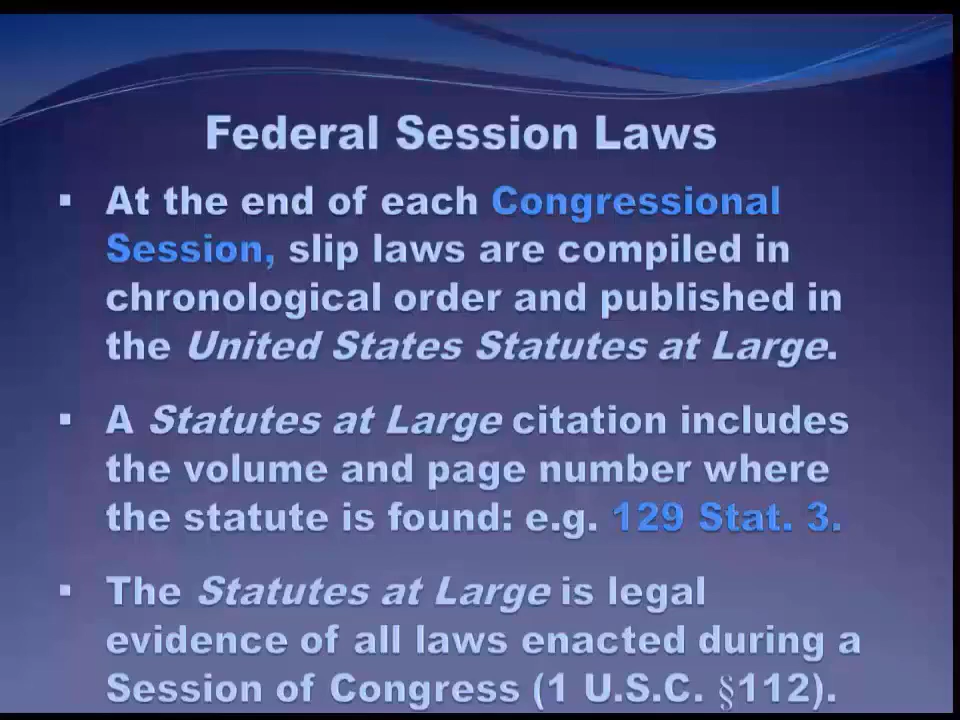 Federal Session Laws
▪ At the end of each Congressional
Session, slip laws are compiled in
chronological order and published in
the United States Statutes at Large.
▪ A Statutes at Large citation includes
the volume and page number where
the statute is found: e.g. 129 Stat. 3.
▪ The Statutes at Large is legal
evidence of all laws enacted during a
Session of Congress (1 U.S.C. §112).